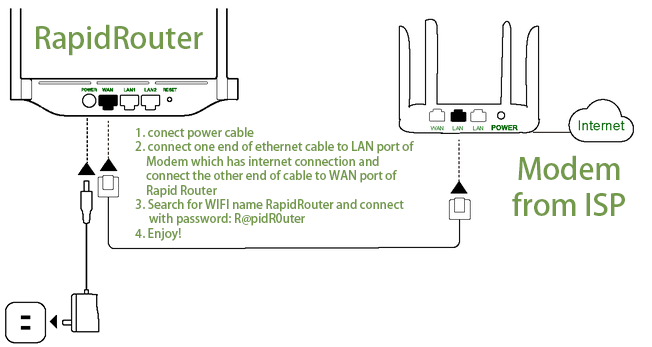 RapidRouter
POWER WAN LAN1 LAN2 RESET
WAN LAN LAN POWER
Internet
1. conect power cable
2. connect one end of ethernet cable to LAN port of
Modem which has internet connection and
connect the other end of cable to WAN port of
Rapid Router
3. Search for WIFI name RapidRouter and connect
with password: R@pidR0uter
4. Enjoy!
Modem
from ISP